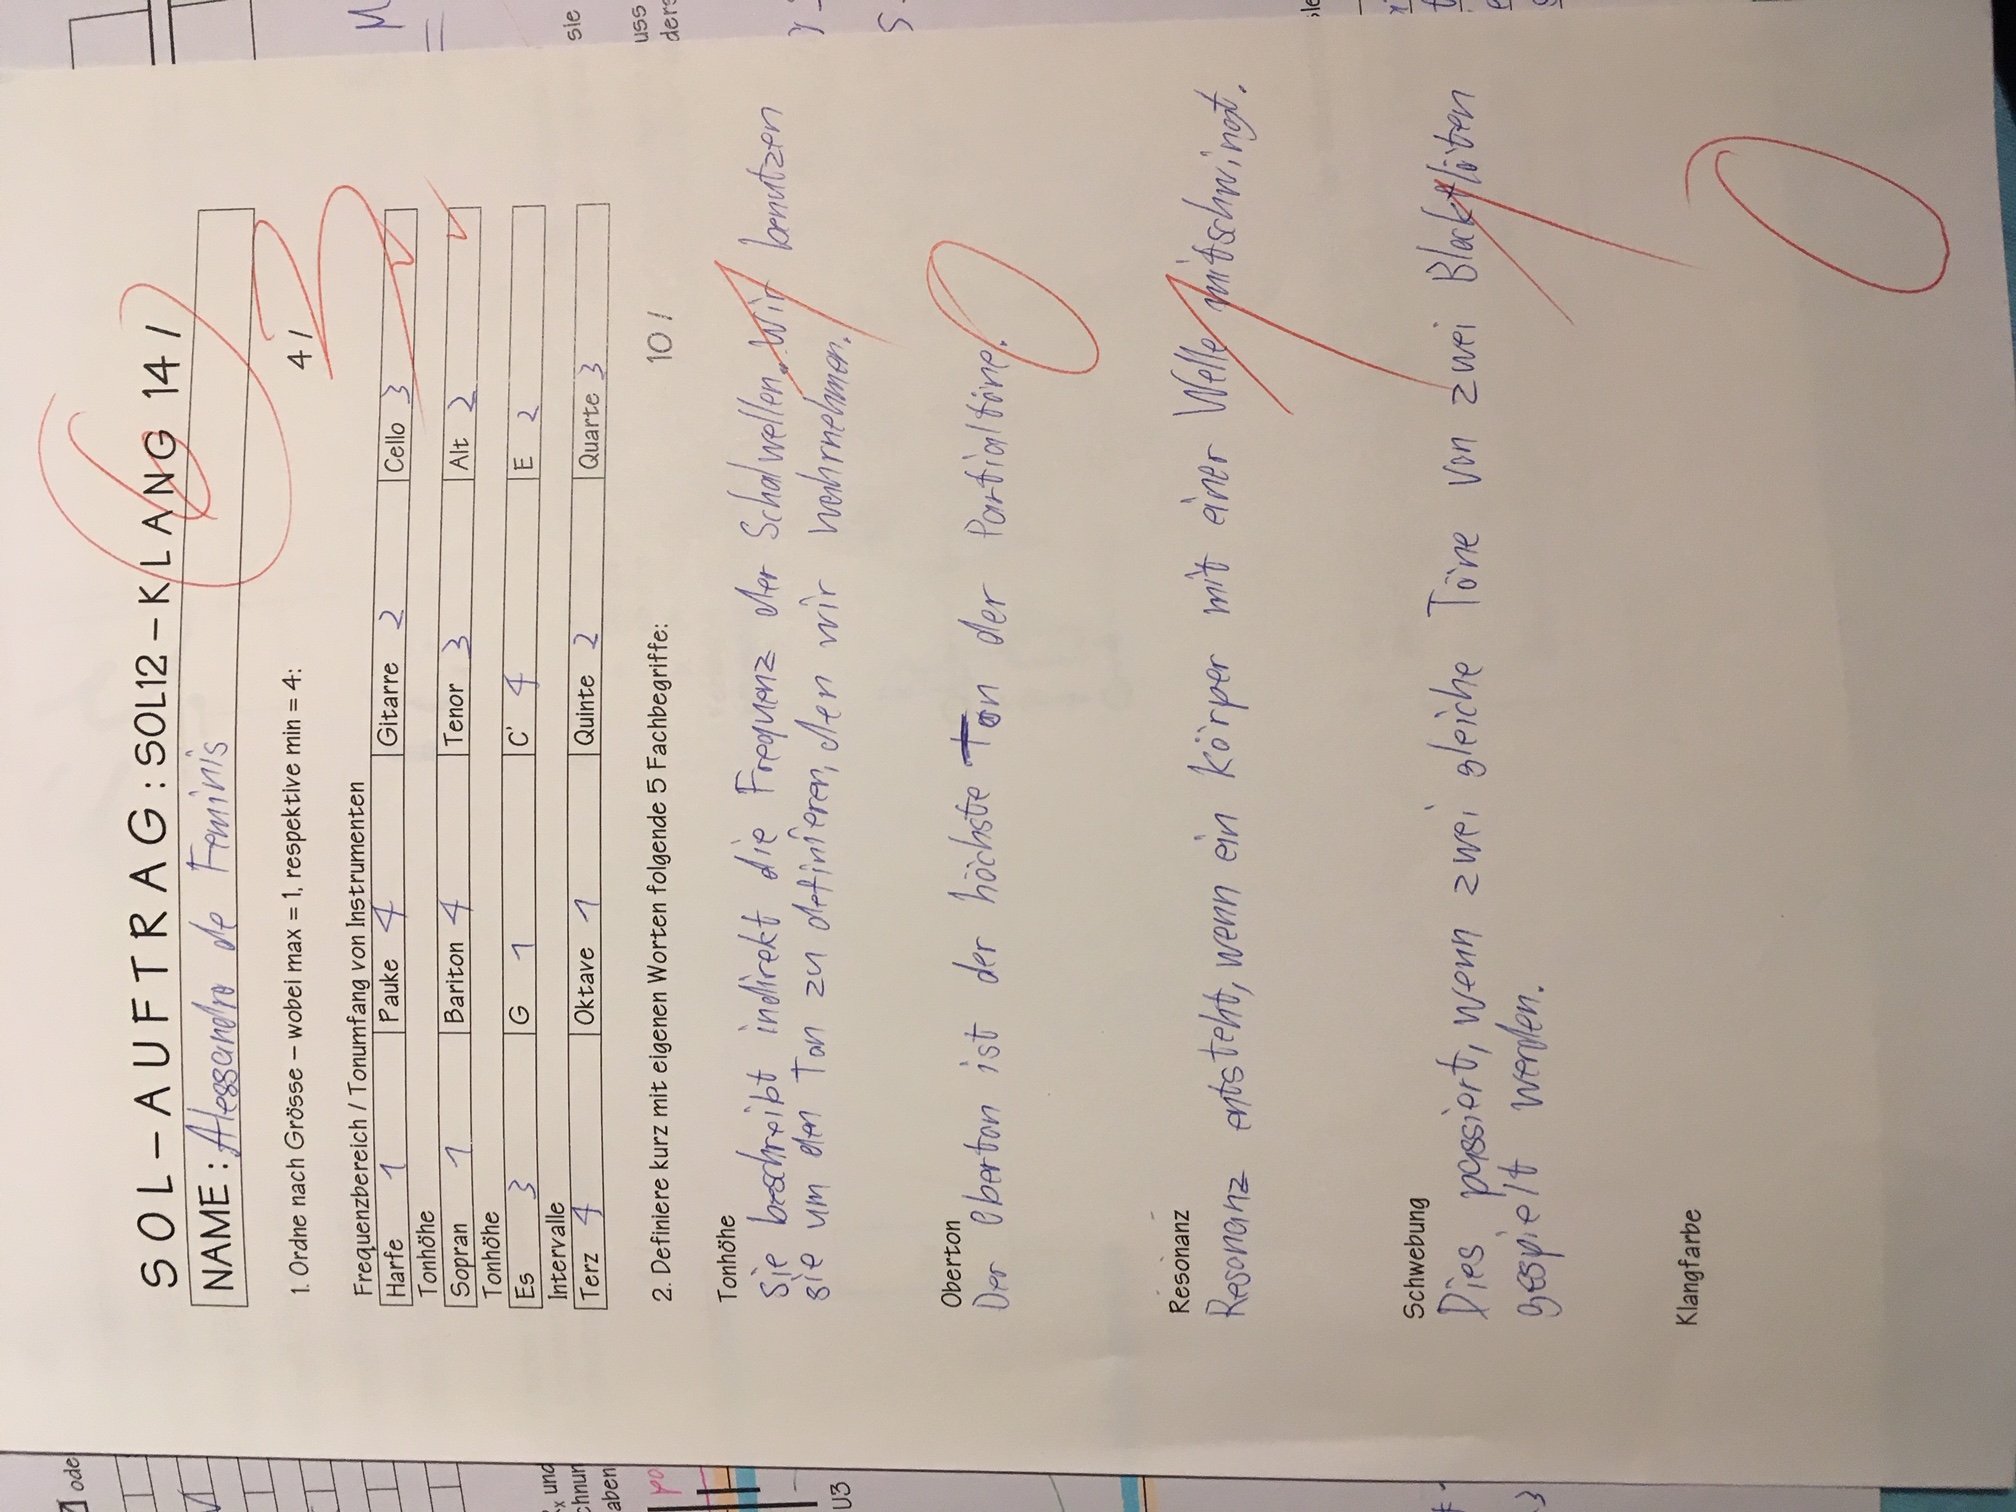 SOL-AUFTRAG: SOL12-KLANG 14 /
6
NAME: Alessandro de Feminis
1. Ordne nach Grösse – wobei max = 1, respektive min = 4: 4 / 3
Frequenzbereich / Tonumfang von Instrumenten
Harfe 1 Pauke 4 Gitarre 2 Cello 3
Tonhöhe
Sopran 1 Bariton 4 Tenor 3 Alt 2
Tonhöhe
Es 3 G 1 C' 4 E 2
Intervalle
Terz 4 Oktave 1 Quinte 2 Quarte 3
2. Definiere kurz mit eigenen Worten folgende 5 Fachbegriffe: 10 /
Tonhöhe
Sie beschreibt indirekt die Frequenz der Schalwellen. Wir benutzen
sie um den Ton zu definieren, den wir wahrnehmen.
1
Oberton
Der Oberton ist der höchste Ton der Partialtöne.
0
Resonanz
Resonanz entsteht, wenn ein Körper mit einer Welle mitschwingt.
1
Schwebung
Dies passiert, wenn zwei gleiche Töne von zwei Blockflöten
gespielt werden.
1
Klangfarbe
0
ode
und
chnun
aben
U3
sie
uss
ders